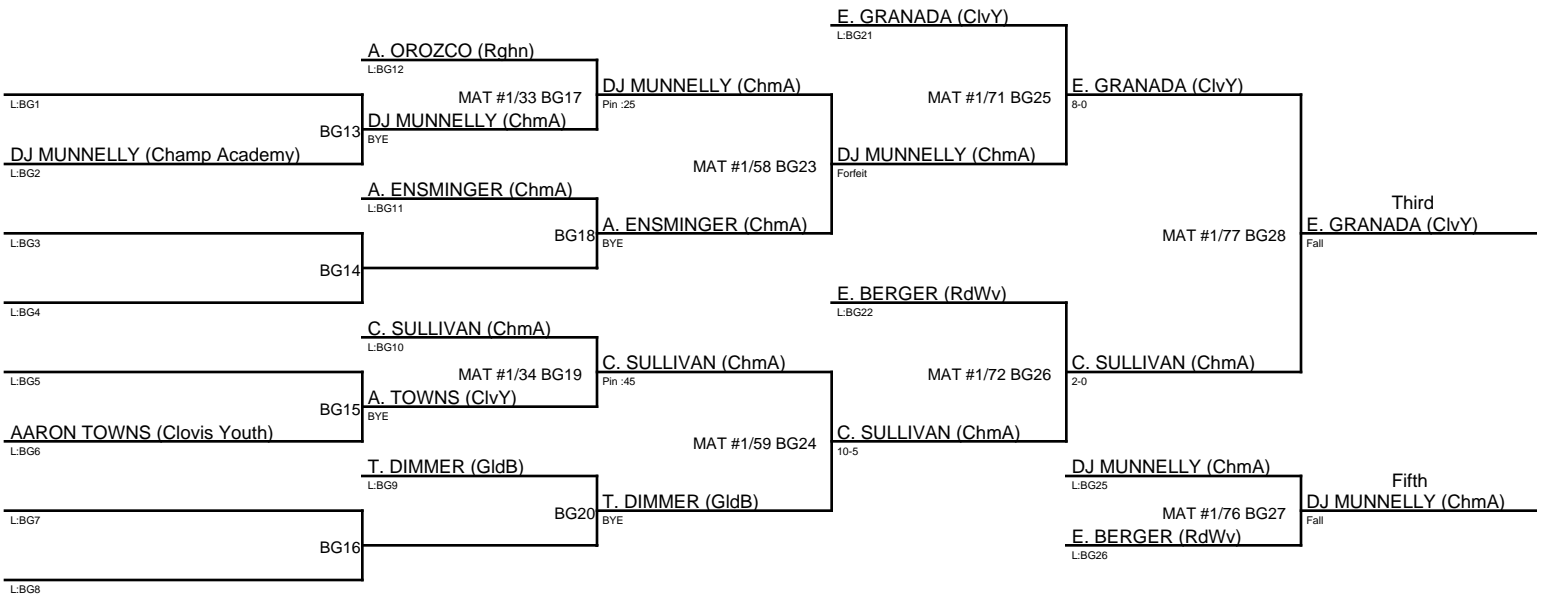 E. GRANADA (ClvY)
L:BG21
A. OROZCO (Rghn)
L:BG12
MAT #1/33 BG17
DJ MUNNELLY (ChmA)
Pin :25
MAT #1/71 BG25
E. GRANADA (ClvY)
8-0
L:BG1
BG13
DJ MUNNELLY (ChmA)
BYE
DJ MUNNELLY (Champ Academy)
L:BG2
MAT #1/58 BG23
DJ MUNNELLY (ChmA)
Forfeit
A. ENSMINGER (ChmA)
L:BG11
BG18
A. ENSMINGER (ChmA)
BYE
MAT #1/77 BG28
Third
E. GRANADA (ClvY)
Fall
L:BG3
BG14
L:BG4
E. BERGER (RdWv)
L:BG22
C. SULLIVAN (ChmA)
L:BG10
MAT #1/34 BG19
C. SULLIVAN (ChmA)
Pin :45
MAT #1/72 BG26
C. SULLIVAN (ChmA)
2-0
L:BG5
BG15
A. TOWNS (ClvY)
BYE
AARON TOWNS (Clovis Youth)
L:BG6
MAT #1/59 BG24
C. SULLIVAN (ChmA)
10-5
T. DIMMER (GldB)
L:BG9
BG20
T. DIMMER (GldB)
BYE
DJ MUNNELLY (ChmA)
L:BG25
MAT #1/76 BG27
Fifth
DJ MUNNELLY (ChmA)
Fall
L:BG7
BG16
E. BERGER (RdWv)
L:BG26
L:BG8